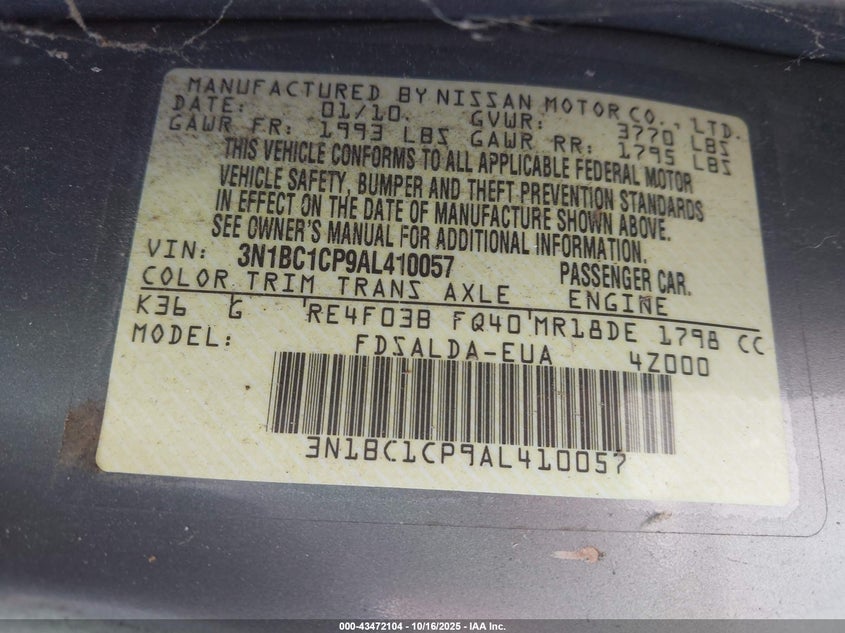 MANUFACTURED BY NISSAN MOTOR CO., LTD.
DATE: 01/10 GVWR: 3770 LBS
GAWR FR: 1993 LBS GAWR RR: 1795 LBS
THIS VEHICLE CONFORMS TO ALL APPLICABLE FEDERAL MOTOR
VEHICLE SAFETY, BUMPER AND THEFT PREVENTION STANDARDS
IN EFFECT ON THE DATE OF MANUFACTURE SHOWN ABOVE.
SEE OWNER'S MANUAL FOR ADDITIONAL INFORMATION.
VIN: 3N1BC1CP9AL410057 PASSENGER CAR.
COLOR TRIM TRANS AXLE ENGINE
K36 G RE4F03B FQ40 MR18DE 1798 CC
MODEL: FDSALDA-EUA 4Z000
3N1BC1CP9AL410057
000-43472104 - 10/16/2025 - IAA Inc.